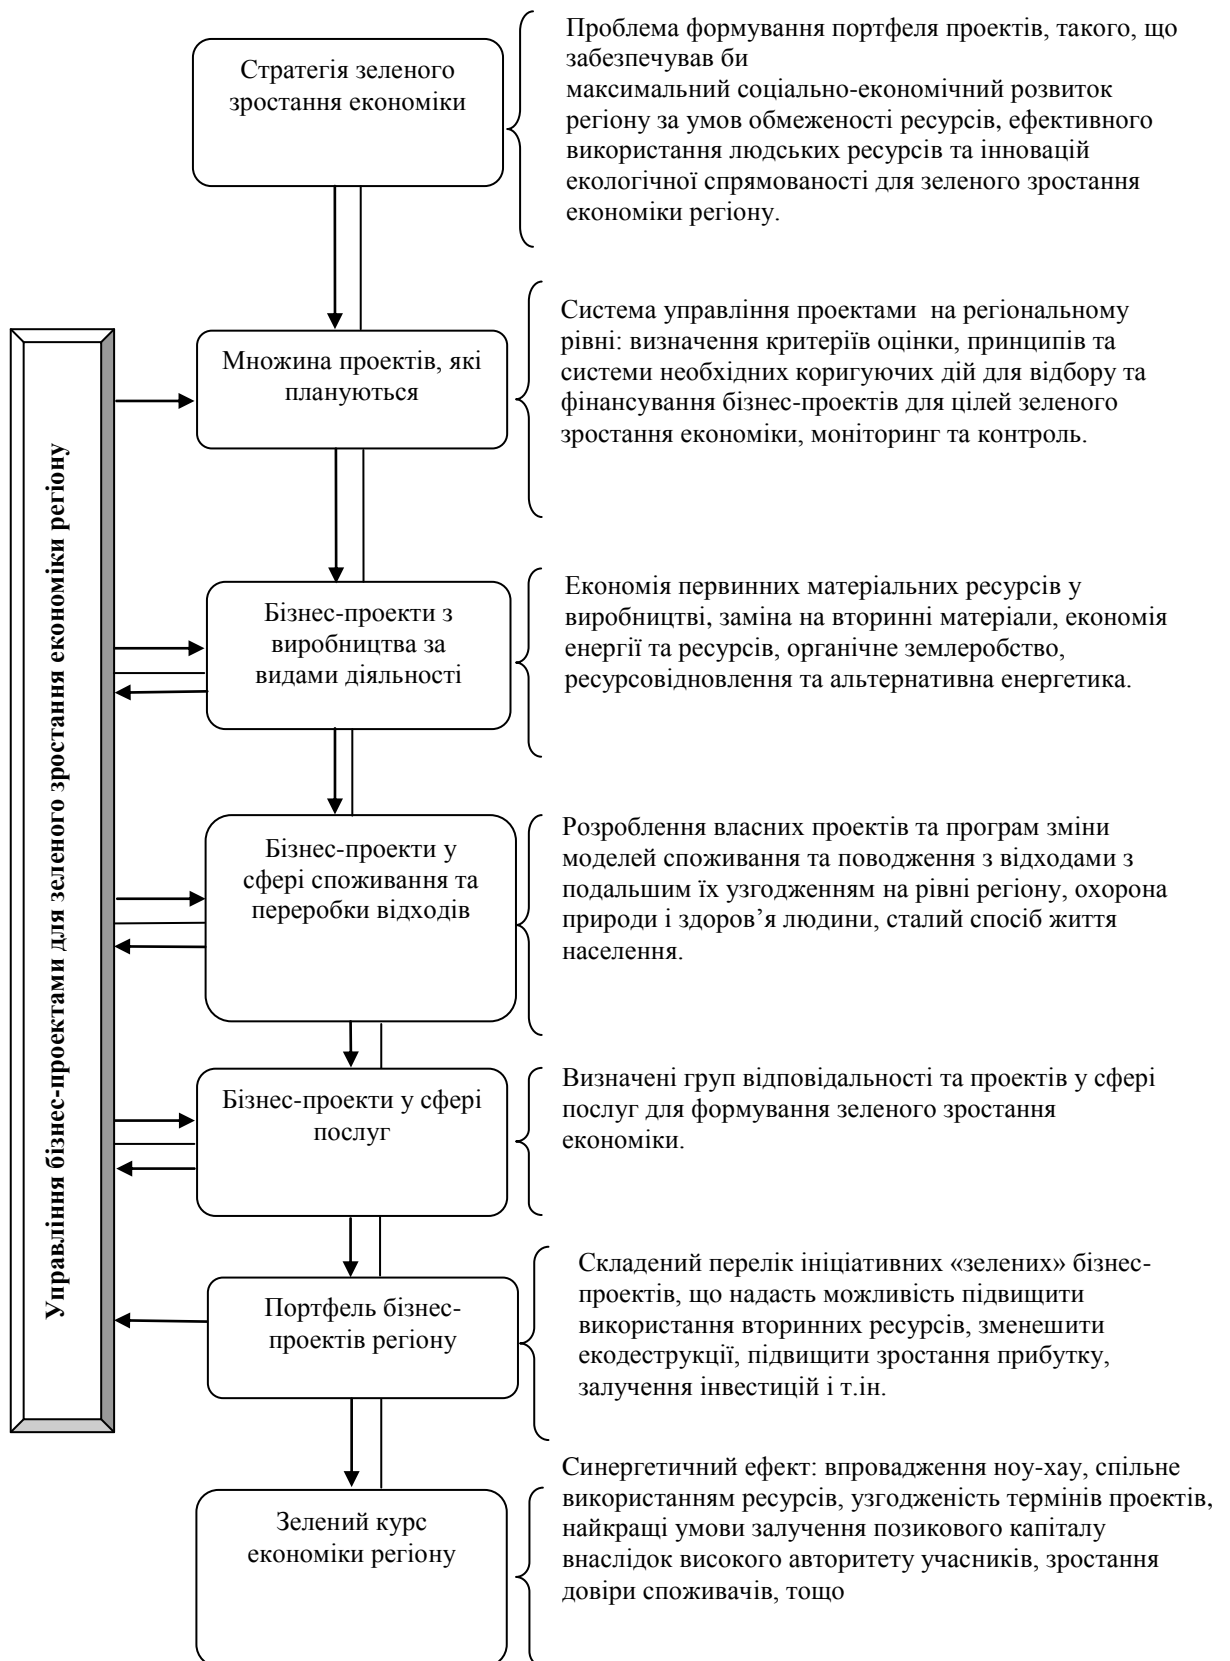 Стратегія зеленого
зростання економіки
Проблема формування портфеля проектів, такого, що
забезпечував би
максимальний соціально-економічний розвиток
регіону за умов обмеженості ресурсів, ефективного
використання людських ресурсів та інновацій
екологічної спрямованості для зеленого зростання
економіки регіону.
Управління бізнес-проектами для зеленого зростання економіки регіону
Множина проектів, які
плануються
Система управління проектами на регіональному
рівні: визначення критеріїв оцінки, принципів та
системи необхідних коригуючих дій для відбору та
фінансування бізнес-проектів для цілей зеленого
зростання економіки, моніторинг та контроль.
Бізнес-проекти з
виробництва за
видами діяльності
Економія первинних матеріальних ресурсів у
виробництві, заміна на вторинні матеріали, економія
енергії та ресурсів, органічне землеробство,
ресурсовідновлення та альтернативна енергетика.
Бізнес-проекти у
сфері споживання та
переробки відходів
Розроблення власних проектів та програм зміни
моделей споживання та поводження з відходами з
подальшим їх узгодженням на рівні регіону, охорона
природи і здоров’я людини, сталий спосіб життя
населення.
Бізнес-проекти у сфері
послуг
Визначені груп відповідальності та проектів у сфері
послуг для формування зеленого зростання
економіки.
Портфель бізнес-
проектів регіону
Складений перелік ініціативних «зелених» бізнес-
проектів, що надасть можливість підвищити
використання вторинних ресурсів, зменешити
екодеструкції, підвищити зростання прибутку,
залучення інвестицій і т.ін.
Зелений курс
економіки регіону
Синергетичний ефект: впровадження ноу-хау, спільне
використанням ресурсів, узгодженість термінів проектів,
найкращі умови залучення позикового капіталу
внаслідок високого авторитету учасників, зростання
довіри споживачів, тощо